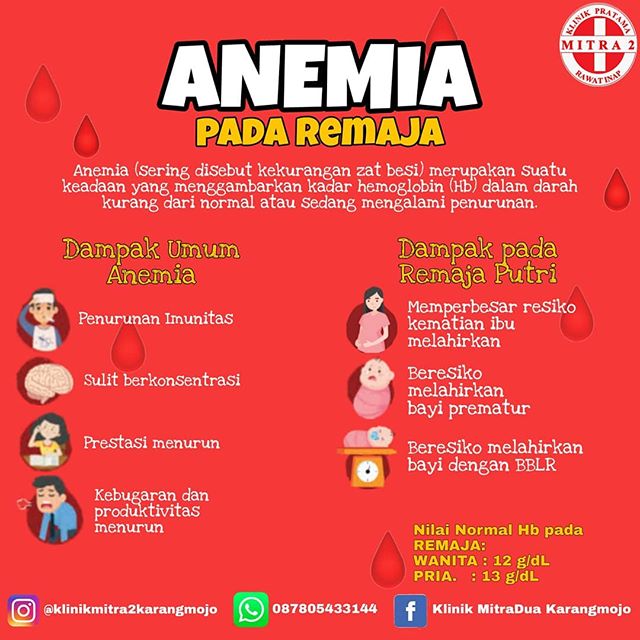 KLINIK PRATAMA
MITRA 2
RAWAT INAP
ANEMIA
PADA REMAJA
Anemia (sering disebut kekurangan zat besi) merupakan suatu
keadaan yang menggambarkan kadar hemoglobin (Hb) dalam darah
kurang dari normal atau sedang mengalami penurunan.
Dampak Umum
Anemia
Penurunan Imunitas
Sulit berkonsentrasi
Prestasi menurun
Kebugaran dan
produktivitas
menurun
Dampak pada
Remaja Putri
Memperbesar resiko
kematian ibu
melahirkan
Beresiko
melahirkan
bayi prematur
Beresiko melahirkan
bayi dengan BBLR
Nilai Normal Hb pada
REMAJA:
WANITA : 12 g/dL
PRIA. : 13 g/dL
@klinikmitra2karangmojo
087805433144
Klinik MitraDua Karangmojo